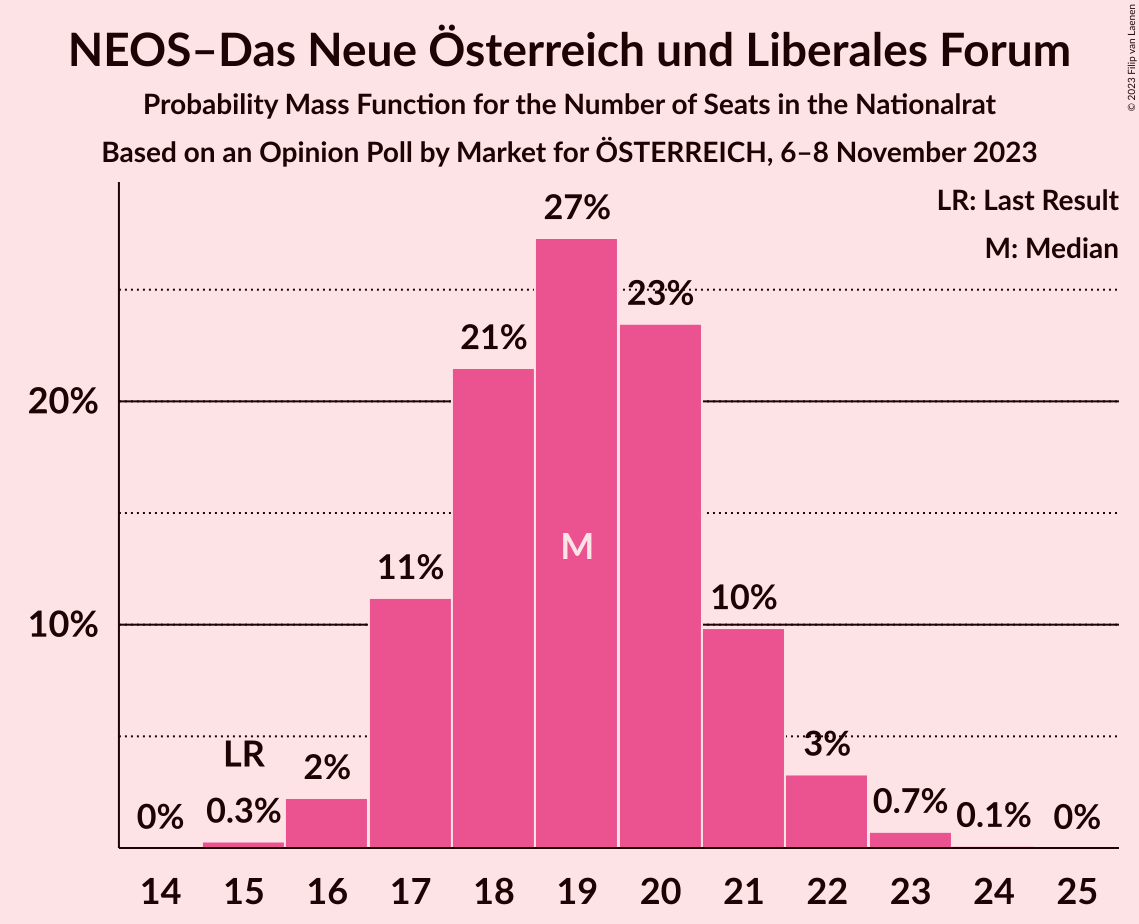 NEOS–Das Neue Österreich und Liberales Forum
Probability Mass Function for the Number of Seats in the Nationalrat
Based on an Opinion Poll by Market for ÖSTERREICH, 6–8 November 2023
© 2023 Filip van Laenen
LR: Last Result
M: Median
27%
23%
21%
20%
M
11%
10%
10%
LR
3%
2%
0.3%
0.7%
0%
0.1%
0%
14 15 16 17 18 19 20 21 22 23 24 25